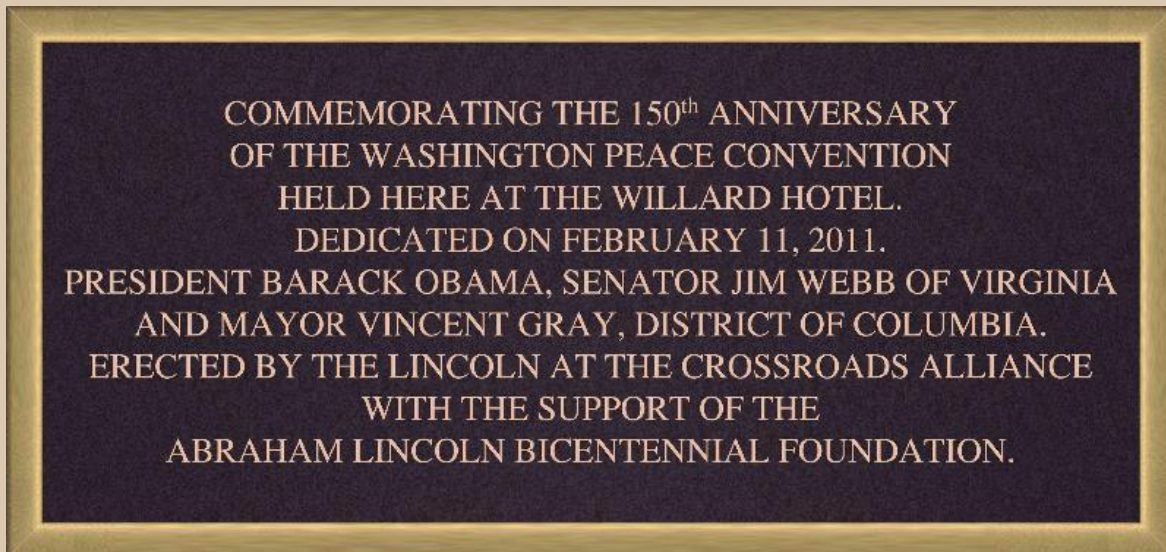 COMMEMORATING THE 150th ANNIVERSARY
OF THE WASHINGTON PEACE CONVENTION
HELD HERE AT THE WILLARD HOTEL.
DEDICATED ON FEBRUARY 11, 2011.
PRESIDENT BARACK OBAMA, SENATOR JIM WEBB OF VIRGINIA
AND MAYOR VINCENT GRAY, DISTRICT OF COLUMBIA.
ERECTED BY THE LINCOLN AT THE CROSSROADS ALLIANCE
WITH THE SUPPORT OF THE
ABRAHAM LINCOLN BICENTENNIAL FOUNDATION.